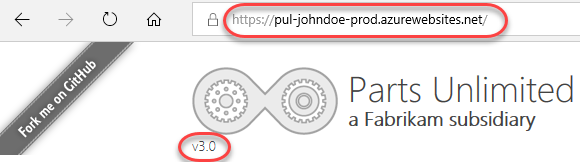 https://pul-johndoe-prod.azurewebsites.net/
Fork me on GitHub
Parts Unlimited
a Fabrikam subsidiary
v3.0